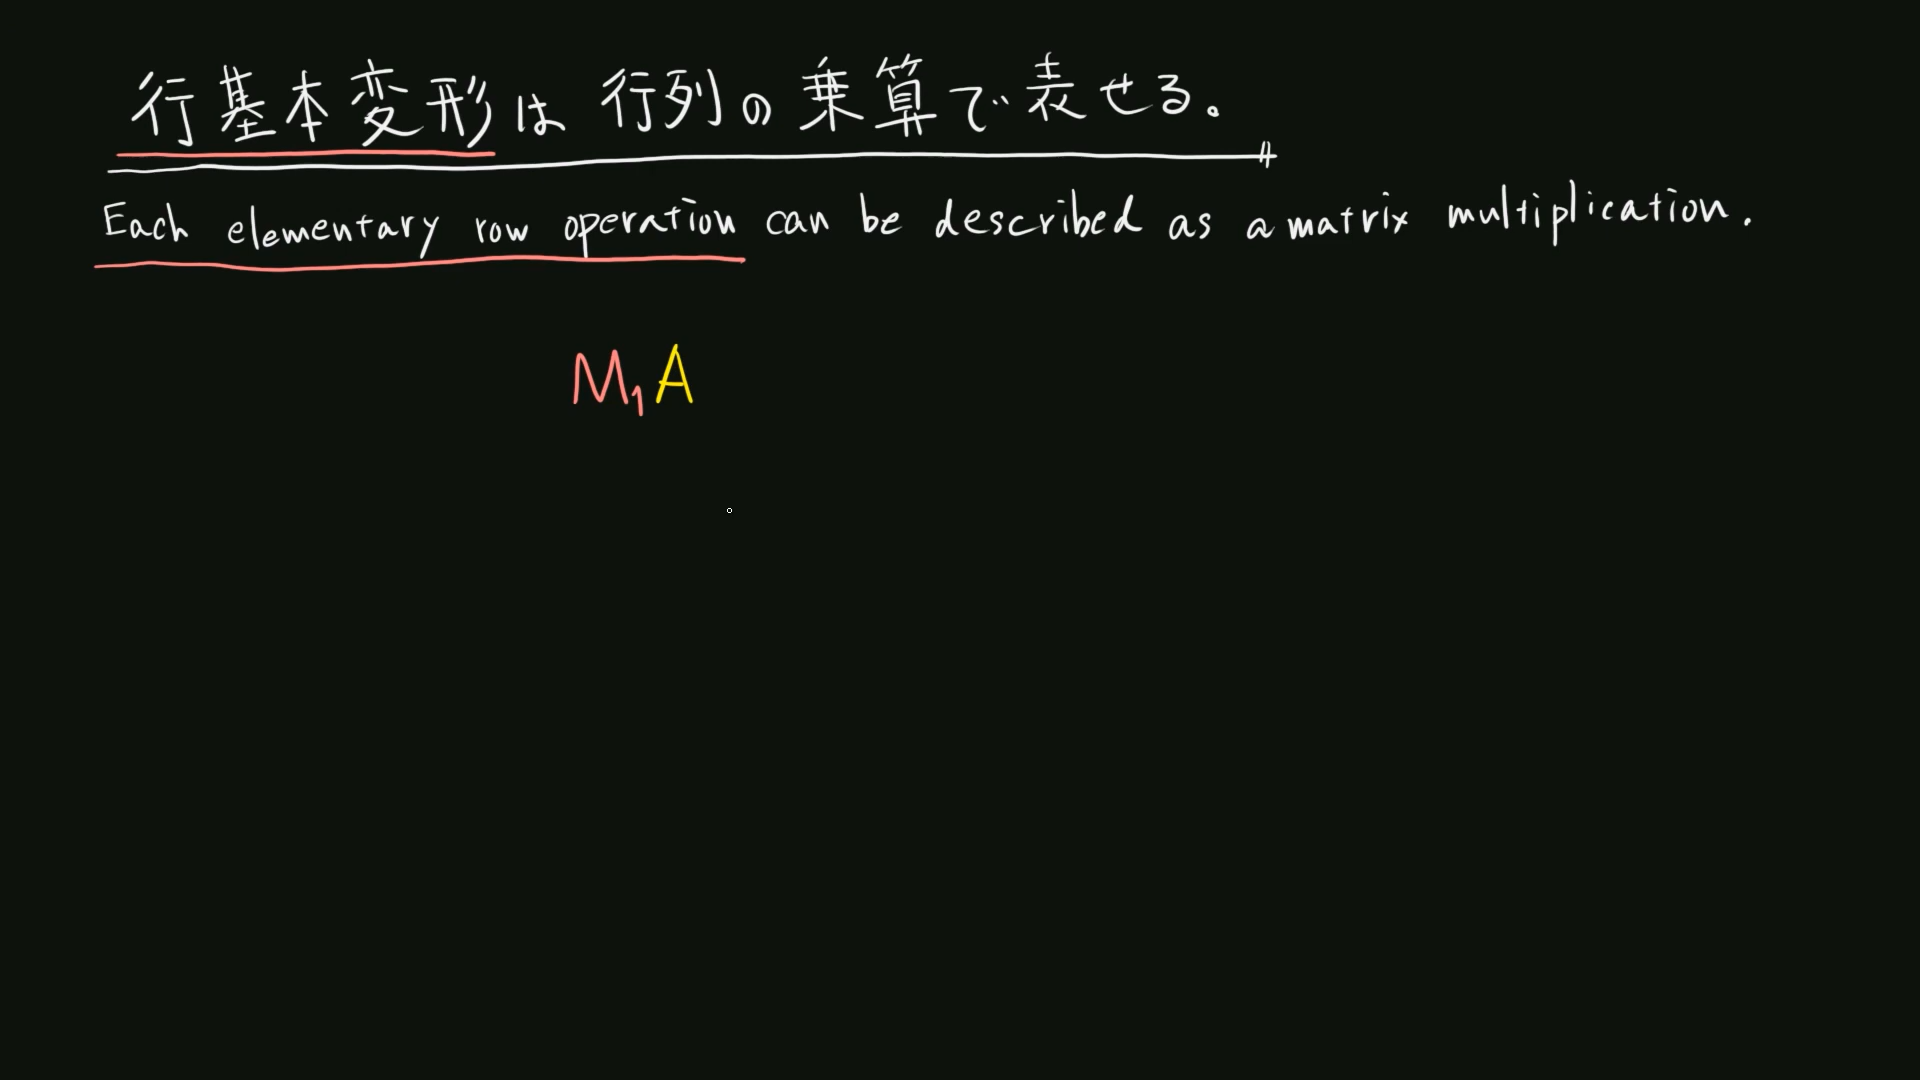 行基本変形は行列の乗算で表せる。
Each elementary row operation can be described as a matrix multiplication.
M₁A